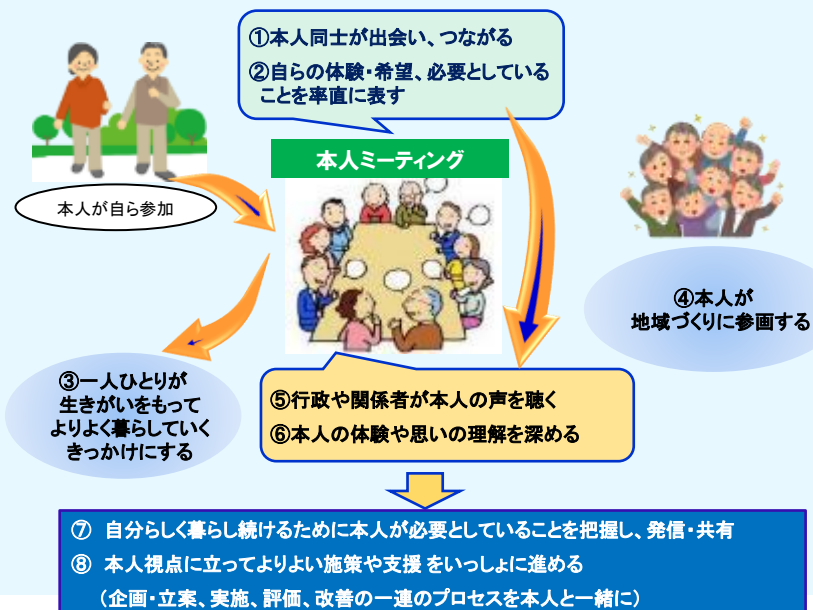 ①本人同士が出会い、つながる
②自らの体験・希望、必要としている
ことを率直に表す
本人ミーティング
本人が自ら参加
④本人が
地域づくりに参画する
③一人ひとりが
生きがいをもって
よりよく暮らしていく
きっかけにする
⑤行政や関係者が本人の声を聴く
⑥本人の体験や思いの理解を深める
⑦ 自分らしく暮らし続けるために本人が必要としていることを把握し、発信・共有
⑧ 本人視点に立ってよりよい施策や支援 をいっしょに進める
（企画・立案、実施、評価、改善の一連のプロセスを本人と一緒に）